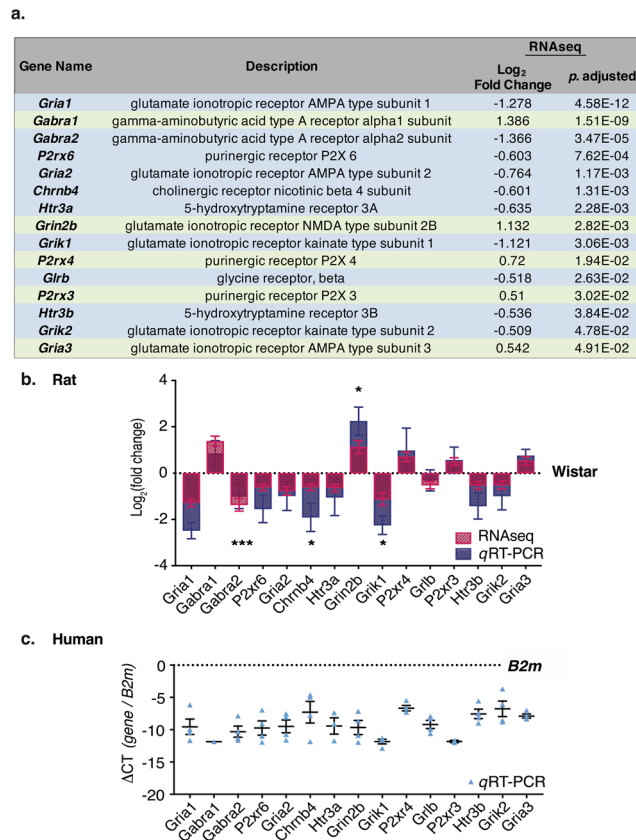 a.
RNAseq
Gene Name Description Log2 Fold Change p. adjusted
Gria1 glutamate ionotropic receptor AMPA type subunit 1 -1.278 4.58E-12
Gabra1 gamma-aminobutyric acid type A receptor alpha1 subunit 1.386 1.51E-09
Gabra2 gamma-aminobutyric acid type A receptor alpha2 subunit -1.366 3.47E-05
P2rx6 purinergic receptor P2X 6 -0.603 7.62E-04
Gria2 glutamate ionotropic receptor AMPA type subunit 2 -0.764 1.17E-03
Chrnb4 cholinergic receptor nicotinic beta 4 subunit -0.601 1.31E-03
Htr3a 5-hydroxytryptamine receptor 3A -0.635 2.28E-03
Grin2b glutamate ionotropic receptor NMDA type subunit 2B 1.132 2.82E-03
Grik1 glutamate ionotropic receptor kainate type subunit 1 -1.121 3.06E-03
P2rx4 purinergic receptor P2X 4 0.72 1.94E-02
Glrb glycine receptor, beta -0.518 2.63E-02
P2rx3 purinergic receptor P2X 3 0.51 3.02E-02
Htr3b 5-hydroxytryptamine receptor 3B -0.536 3.84E-02
Grik2 glutamate ionotropic receptor kainate type subunit 2 -0.509 4.78E-02
Gria3 glutamate ionotropic receptor AMPA type subunit 3 0.542 4.91E-02
b. Rat
Log2(fold change)
4
2
0
-2
-4
*
Wistar
*** * *
RNAseq
qRT-PCR
Gria1 Gabra1 Gabra2 P2xr6 Gria2 Chrnb4 Htr3a Grin2b Grik1 P2xr4 Grlb P2xr3 Htr3b Grik2 Gria3
c. Human
ΔCT (gene / B2m)
0
-5
-10
-15
-20
B2m
qRT-PCR
Gria1 Gabra1 Gabra2 P2xr6 Gria2 Chrnb4 Htr3a Grin2b Grik1 P2xr4 Grlb P2xr3 Htr3b Grik2 Gria3